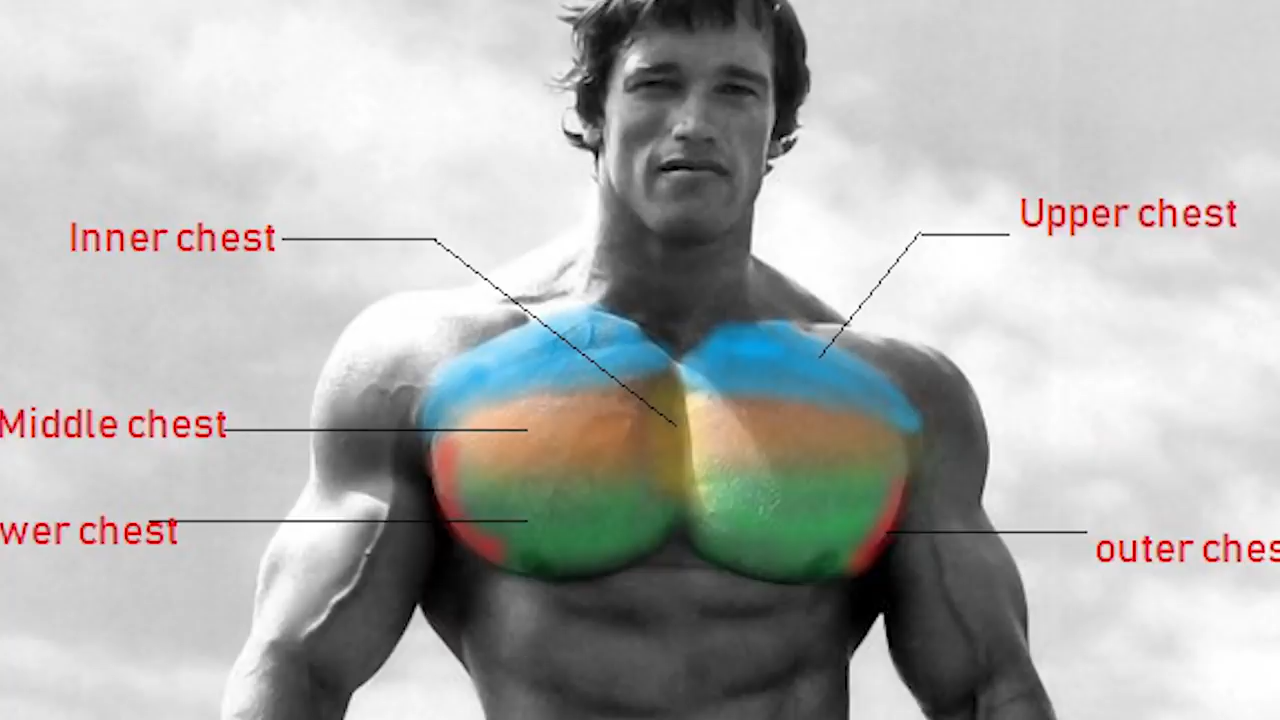 Upper chest
Inner chest
Middle chest
wer chest
outer ches